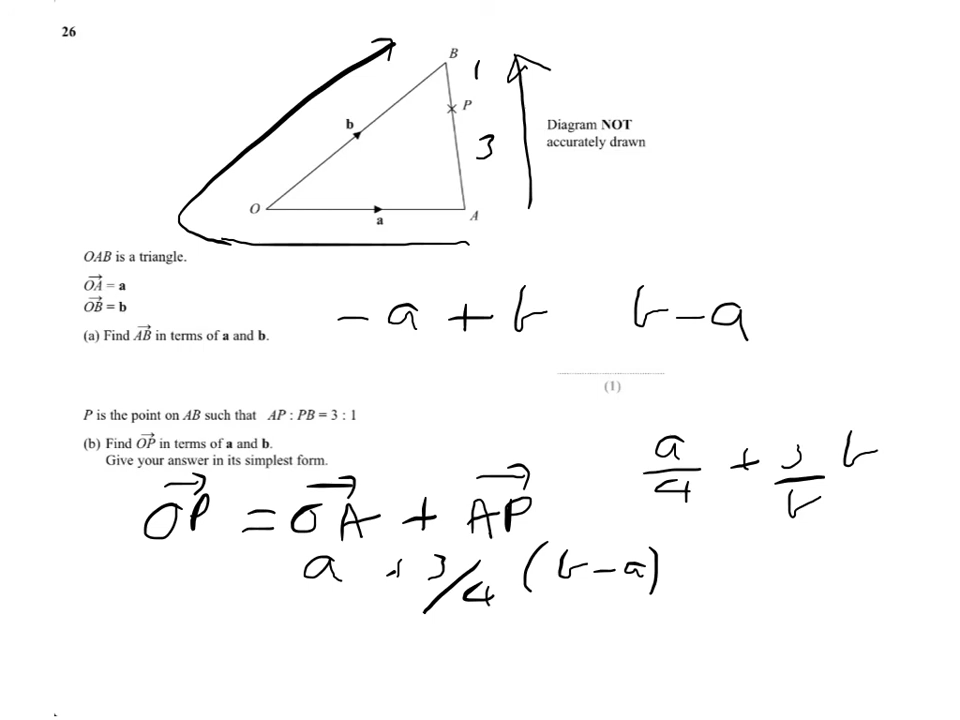 26
B
1
P
b
3
Diagram NOT
accurately drawn
O
A
a
OAB is a triangle.
OA = a
OB = b
(a) Find AB in terms of a and b.
- a + b b - a
(1)
P is the point on AB such that AP : PB = 3 : 1
(b) Find OP in terms of a and b.
Give your answer in its simplest form.
a/4 + 3/b b
OP = OA + AP
a + 3/4 (b - a)